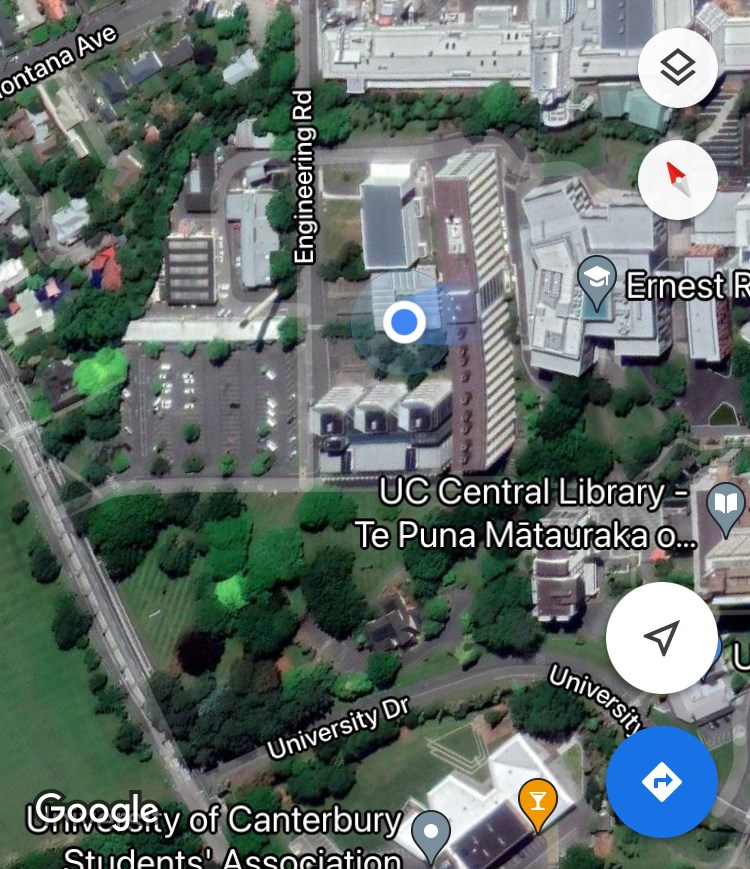 ontana Ave
Engineering Rd
Ernest R
UC Central Library -
Te Puna Mātauraka o...
U
University
University Dr
Google
University of Canterbury
Students' Association